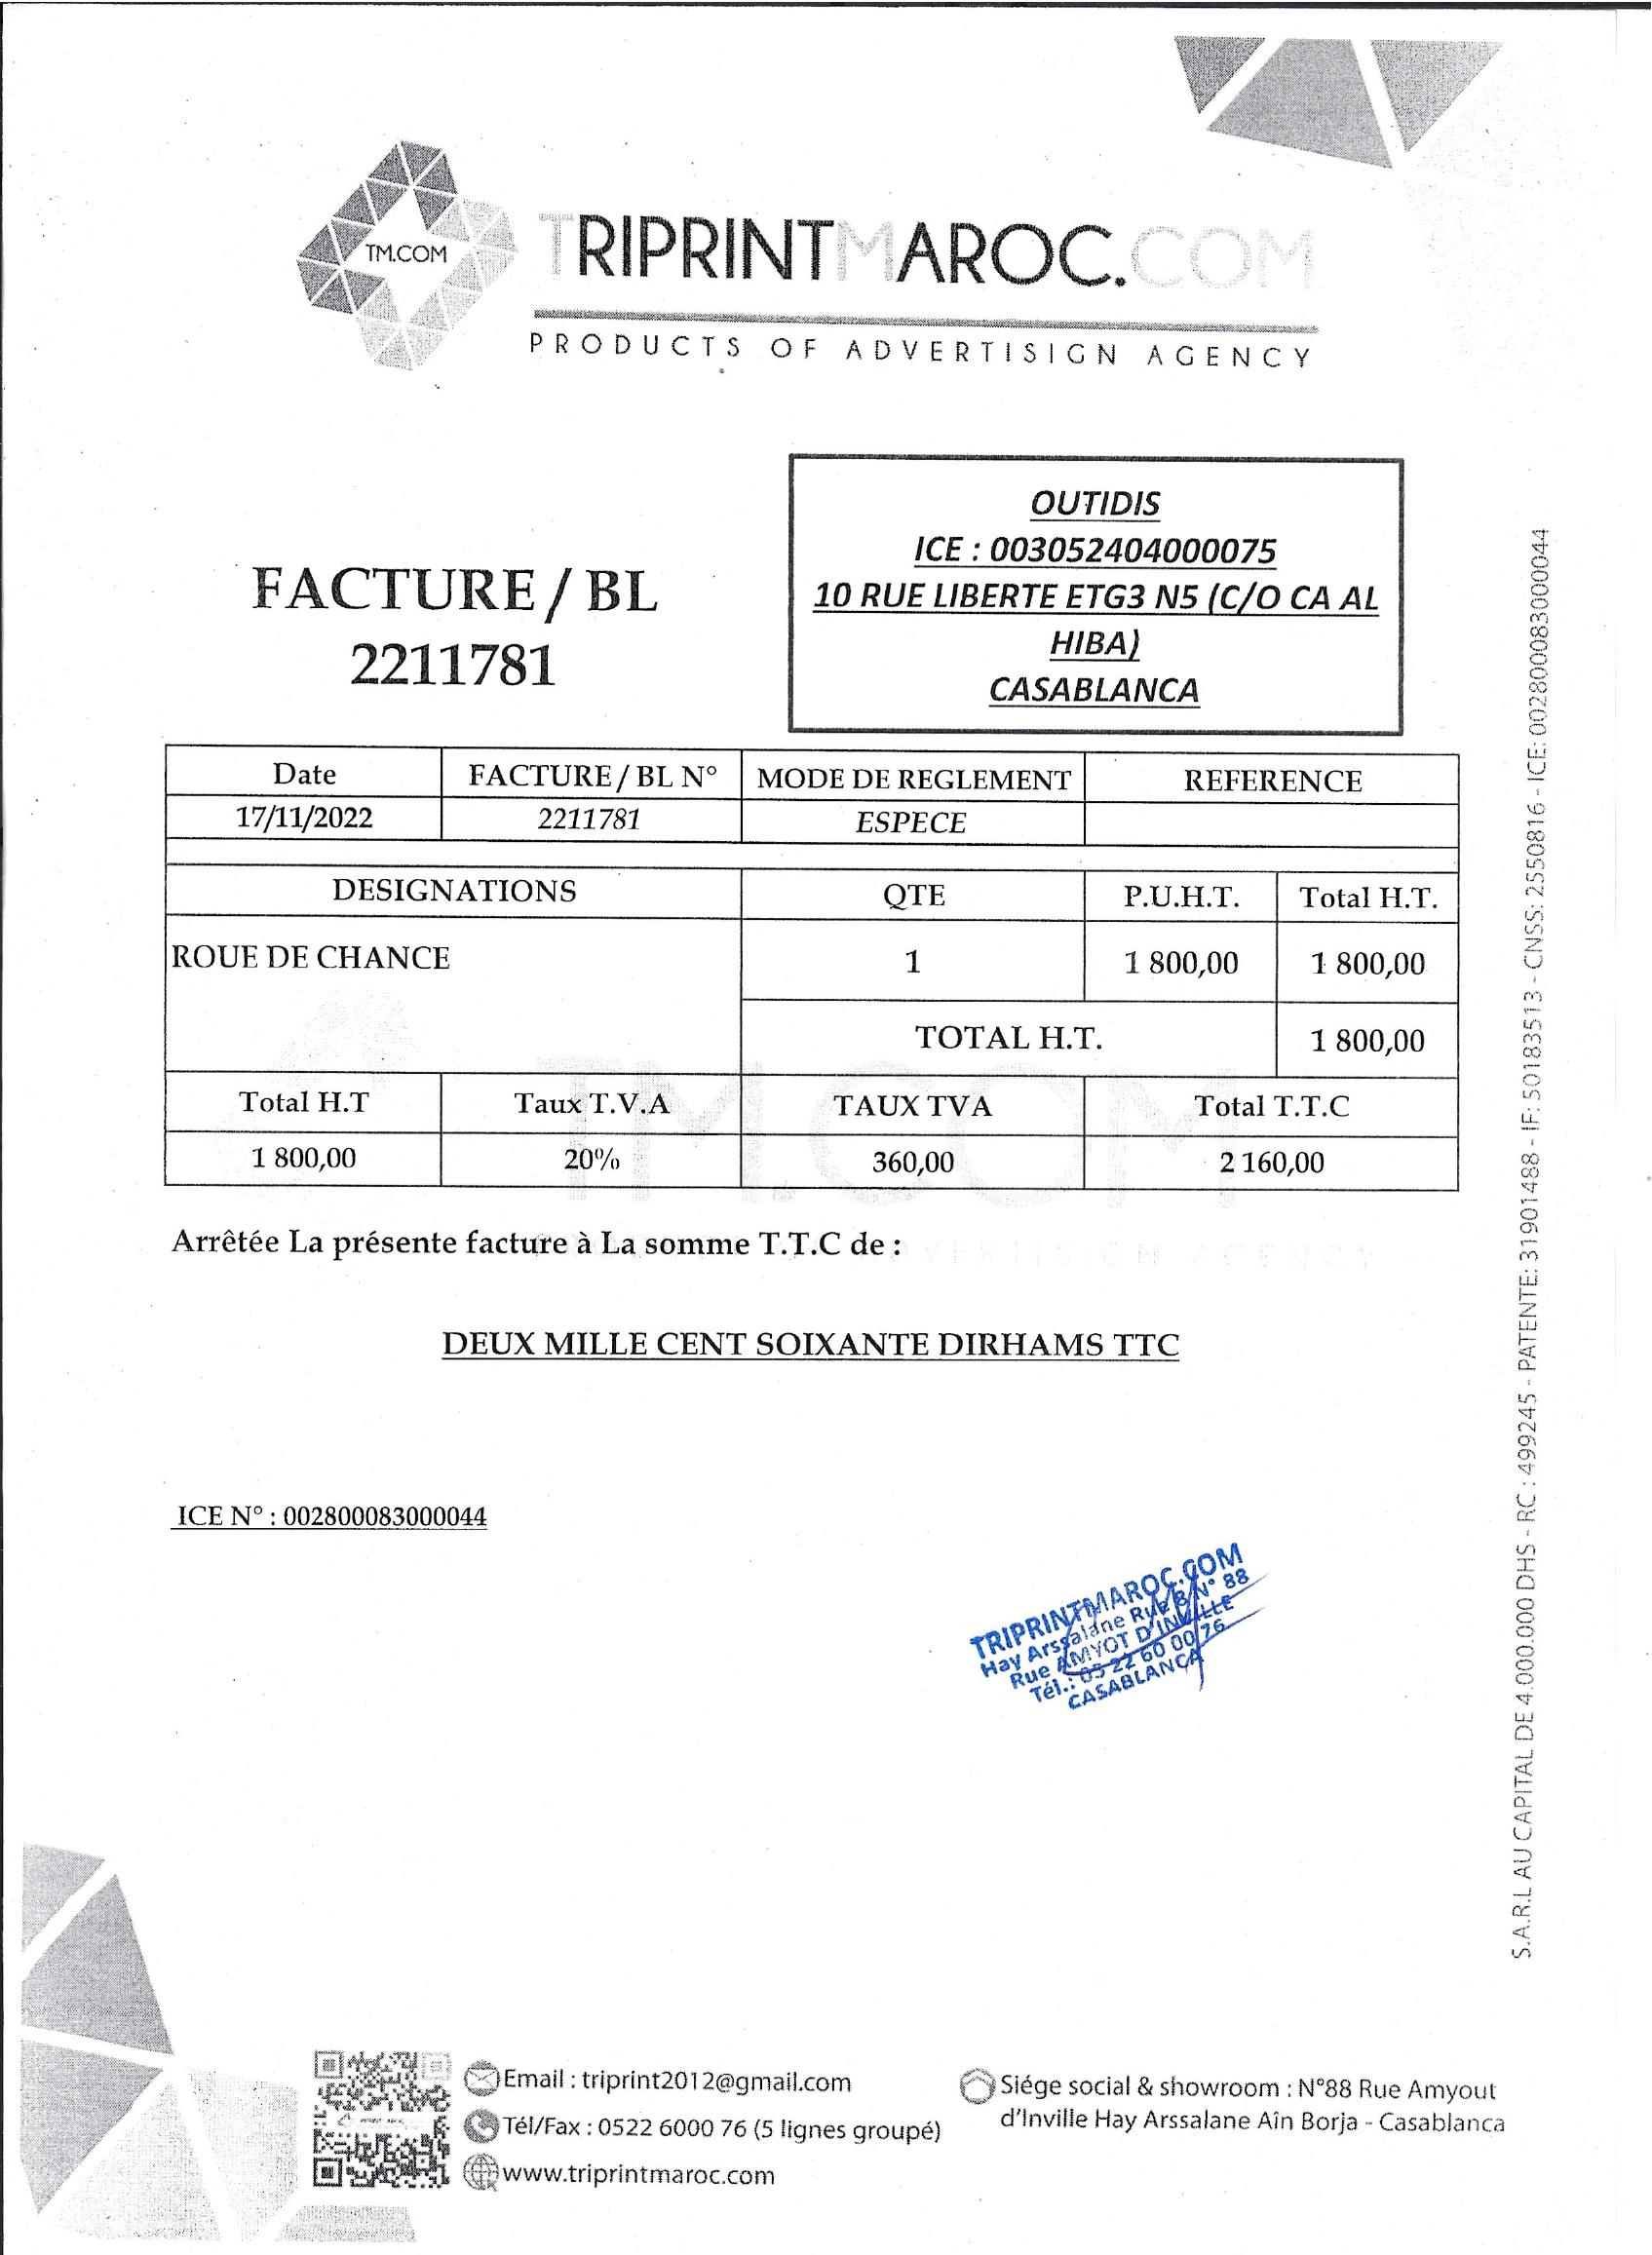 TM.COM
TRIPRINTMAROC.COM
PRODUCTS OF ADVERTISIGN AGENCY
OUTIDIS
ICE : 003052404000075
10 RUE LIBERTE ETG3 N5 (C/O CA AL
HIBA)
CASABLANCA
FACTURE / BL
2211781
Date FACTURE / BL N° MODE DE REGLEMENT REFERENCE
17/11/2022 2211781 ESPECE
DESIGNATIONS QTE P.U.H.T. Total H.T.
ROUE DE CHANCE 1 1 800,00 1 800,00
TOTAL H.T. 1 800,00
Total H.T Taux T.V.A TAUX TVA Total T.T.C
1 800,00 20% 360,00 2 160,00
Arrêtée La présente facture à La somme T.T.C de :
DEUX MILLE CENT SOIXANTE DIRHAMS TTC
ICE N° : 002800083000044
TRIPRINTMAROC.COM
Hay Arssalane Rue B N° 88
Rue AMYOT D'INVILLE
Tél.: 05 22 60 00 76
CASABLANCA
S.A.R.L AU CAPITAL DE 4.000.000 DHS - RC : 499245 - PATENTE: 31901488 - IF: 50183513 - CNSS: 2550816 - ICE: 002800083000044
Email : triprint2012@gmail.com
Tél/Fax : 0522 6000 76 (5 lignes groupé)
www.triprintmaroc.com
Siége social & showroom : N°88 Rue Amyout
d'Inville Hay Arssalane Aîn Borja - Casablanca